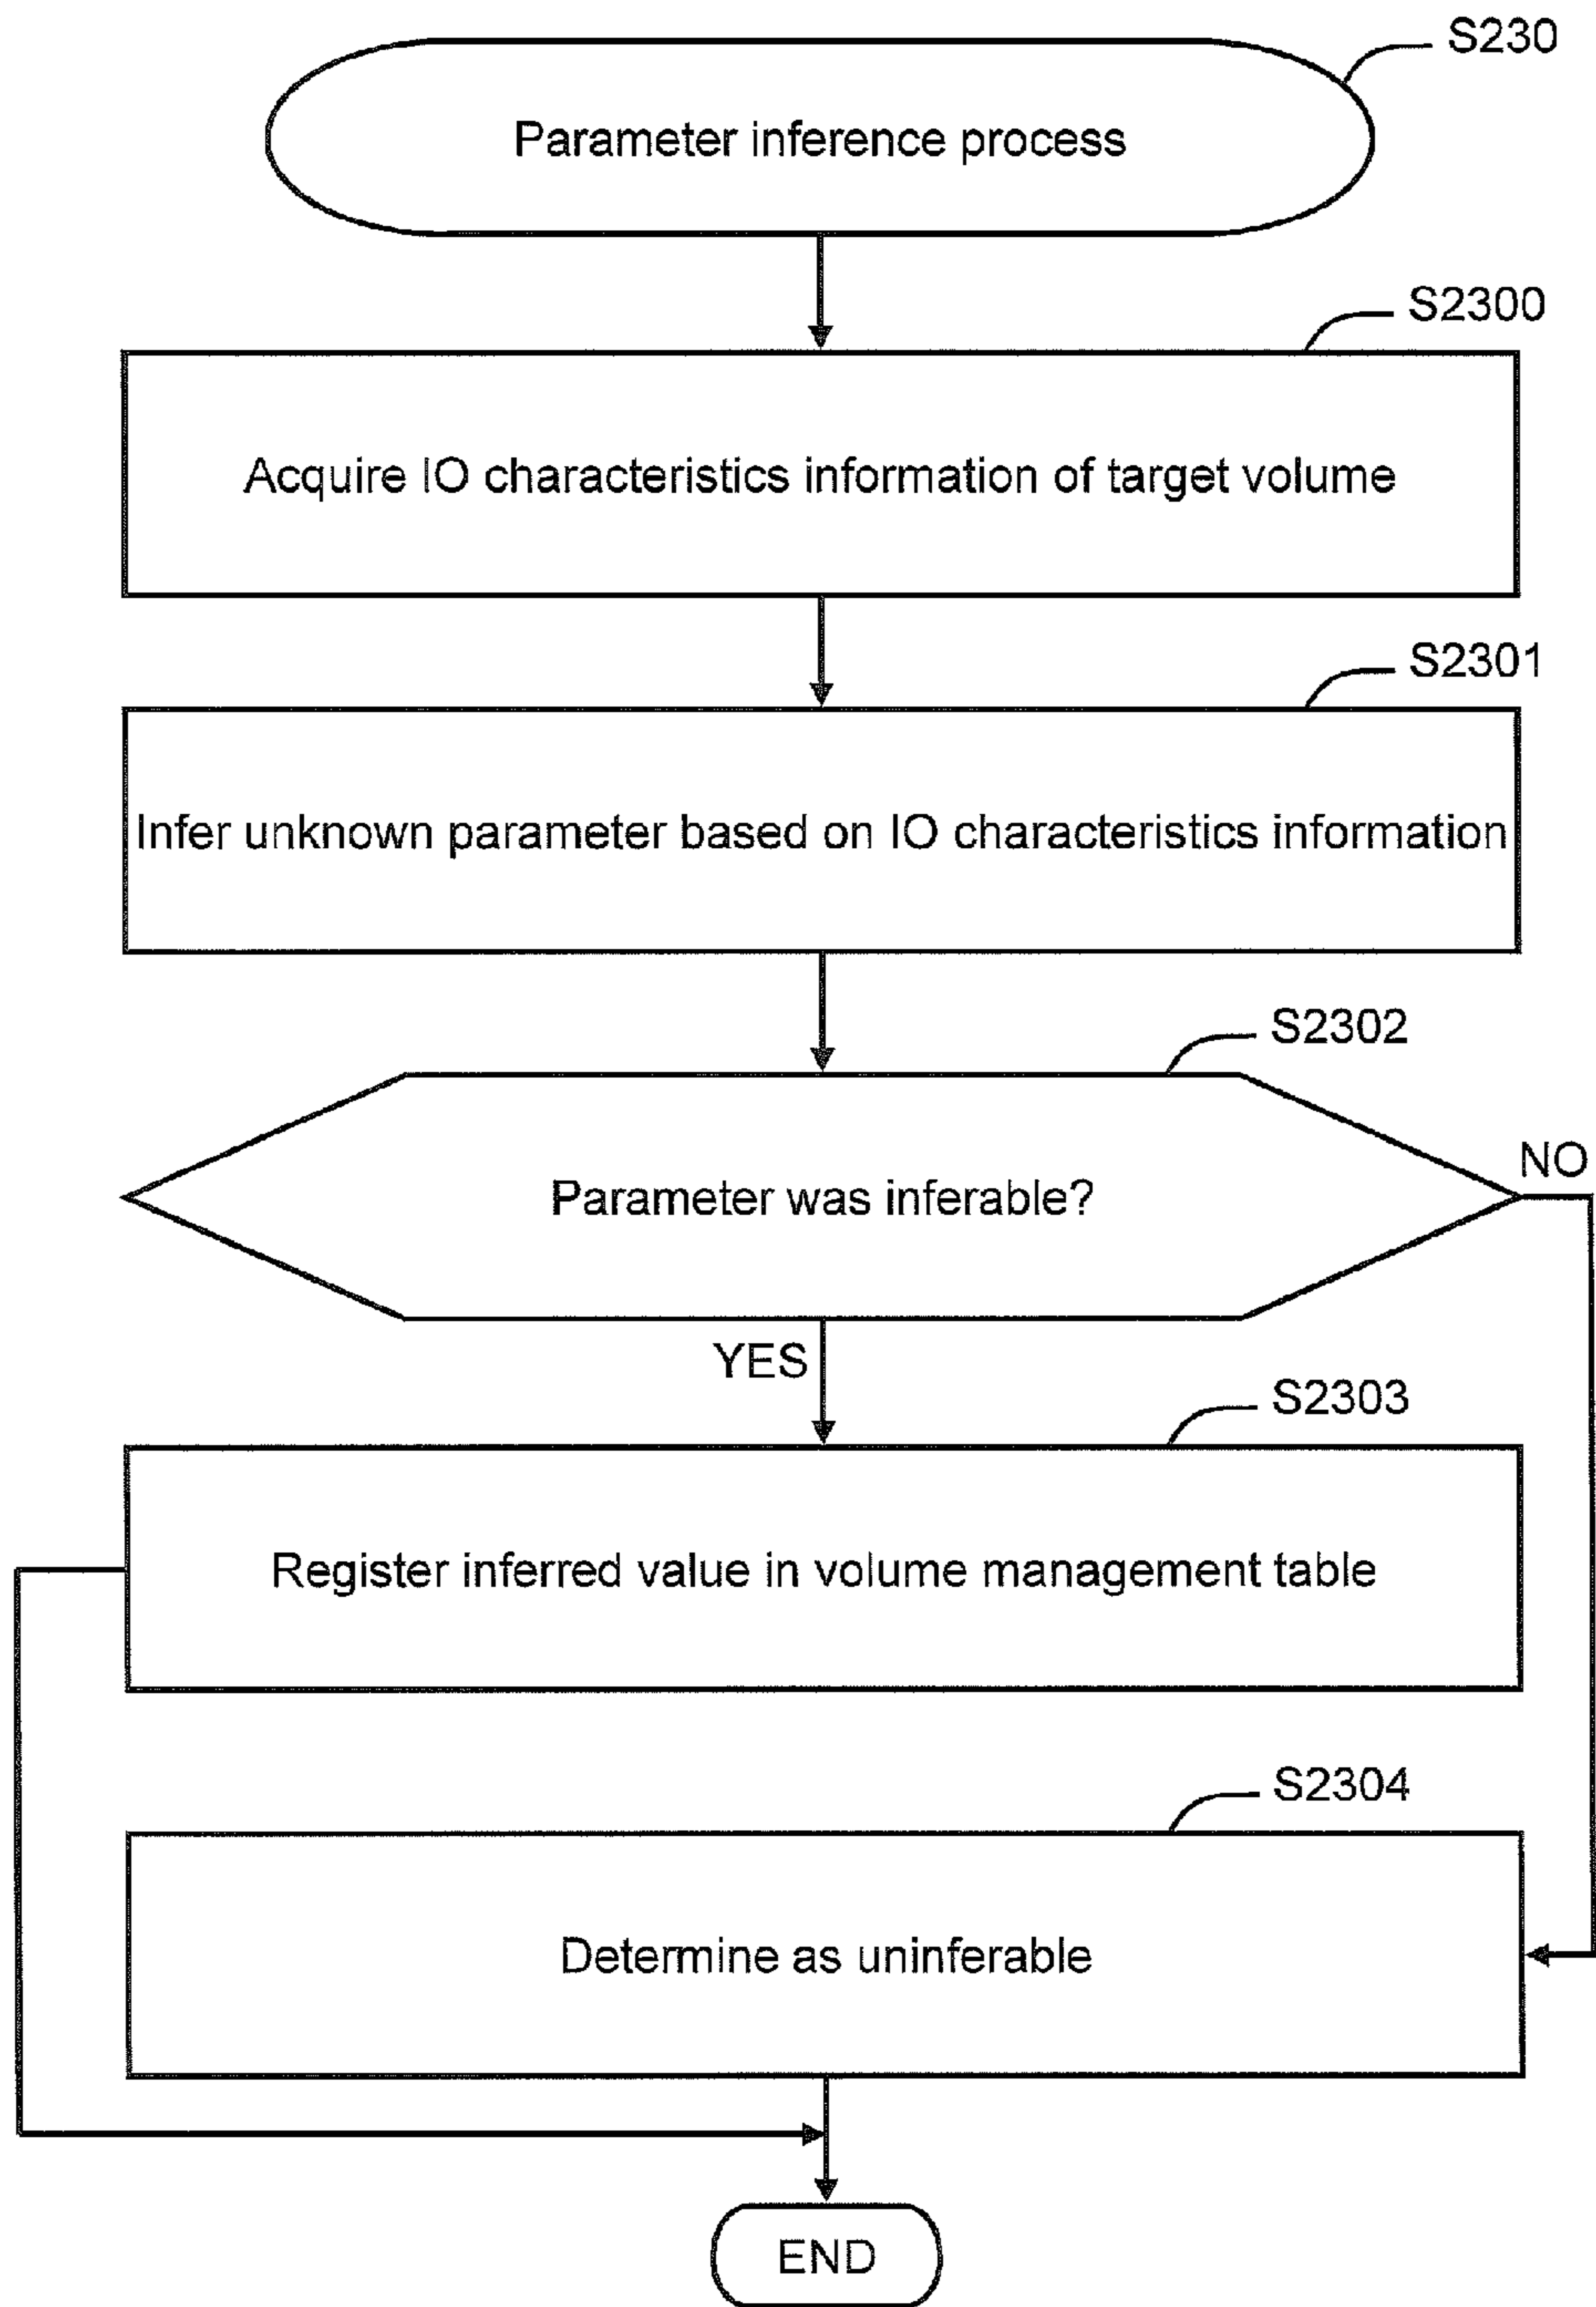 S230
Parameter inference process
S2300
Acquire IO characteristics information of target volume
S2301
Infer unknown parameter based on IO characteristics information
S2302
Parameter was inferable?
NO
YES
S2303
Register inferred value in volume management table
S2304
Determine as uninferable
END